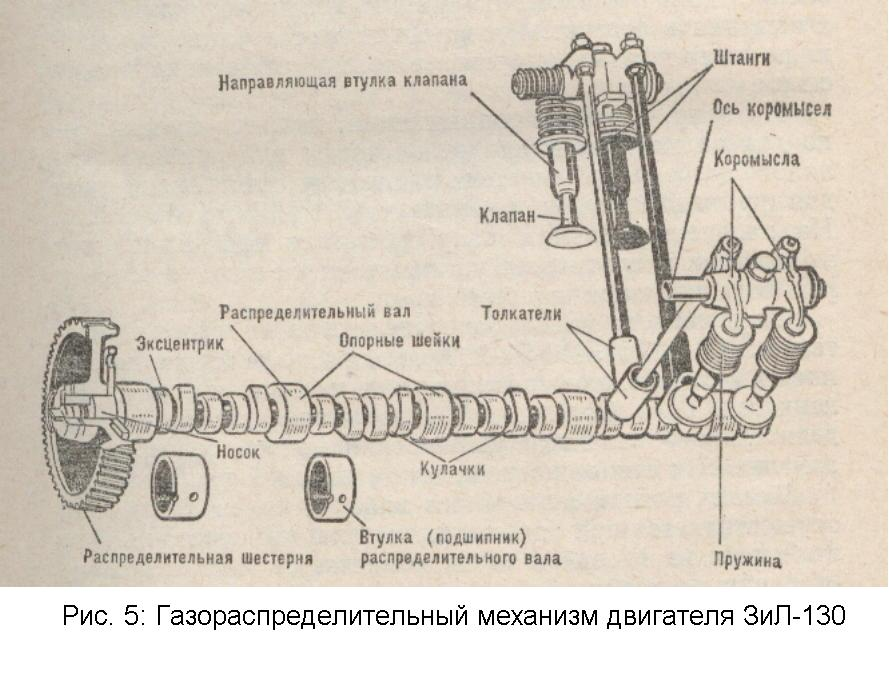 Штанги
Направляющая втулка клапана
Ось коромысел
Коромысла
Клапан
Распределительный вал
Толкатели
Эксцентрик
Опорные шейки
Носок
Кулачки
Втулка (подшипник)
распределительного вала
Распределительная шестерня
Пружина
Рис. 5: Газораспределительный механизм двигателя ЗиЛ-130